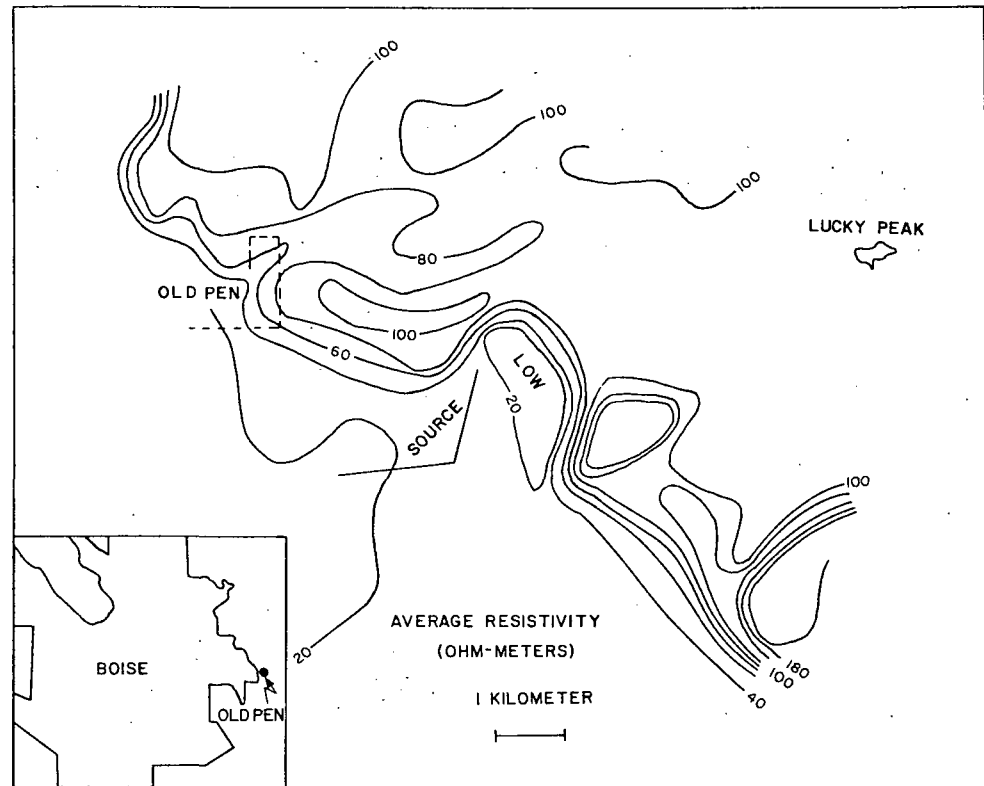 100
100
100
LUCKY PEAK
80
OLD PEN
100
60
LOW
20
SOURCE
100
AVERAGE RESISTIVITY
(OHM-METERS)
20
1 KILOMETER
180
100
40
BOISE
OLD PEN